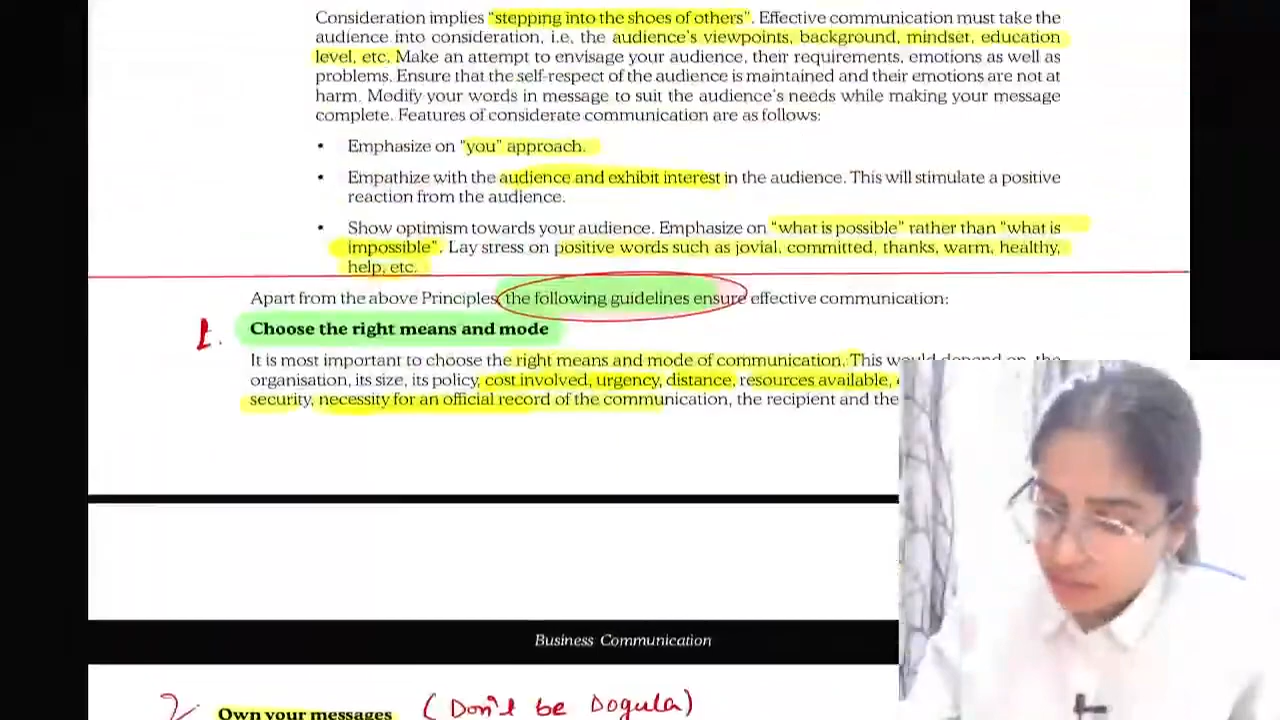 Consideration implies "stepping into the shoes of others". Effective communication must take the
audience into consideration, i.e, the audience's viewpoints, background, mindset, education
level, etc. Make an attempt to envisage your audience, their requirements, emotions as well as
problems. Ensure that the self-respect of the audience is maintained and their emotions are not at
harm. Modify your words in message to suit the audience's needs while making your message
complete. Features of considerate communication are as follows:
• Emphasize on "you" approach.
• Empathize with the audience and exhibit interest in the audience. This will stimulate a positive
reaction from the audience.
• Show optimism towards your audience. Emphasize on "what is possible" rather than "what is
impossible". Lay stress on positive words such as jovial, committed, thanks, warm, healthy,
help, etc.
Apart from the above Principles, the following guidelines ensure effective communication:
1. Choose the right means and mode
It is most important to choose the right means and mode of communication. This would depend on the
organisation, its size, its policy, cost involved, urgency, distance, resources available,
security, necessity for an official record of the communication, the recipient and the
Business Communication
2 Own your messages (Don't be Dogula)